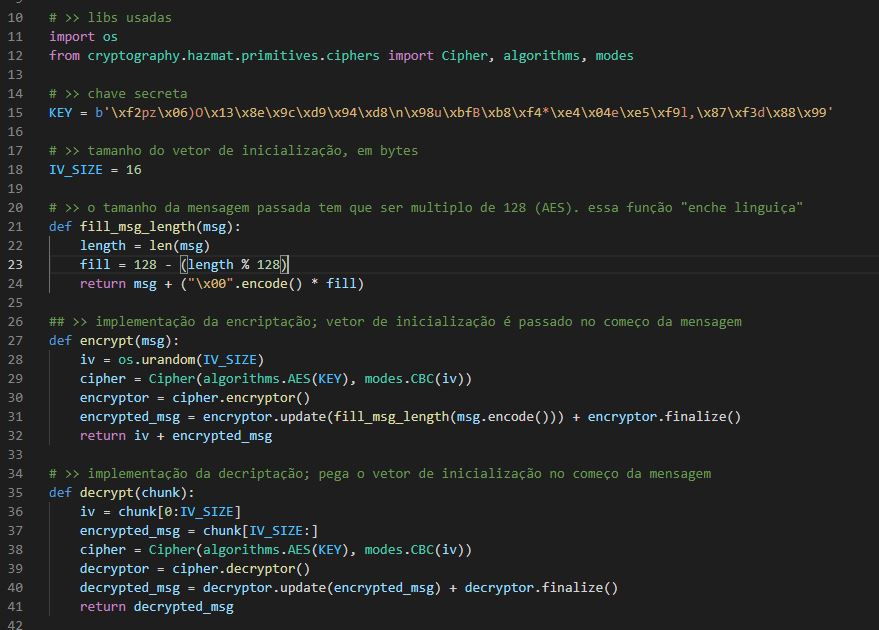 10 # >> libs usadas
11 import os
12 from cryptography.hazmat.primitives.ciphers import Cipher, algorithms, modes
13
14 # >> chave secreta
15 KEY = b'\xf2pz\x06)O\x13\x8e\x9c\xd9\x94\xd8\n\x98u\xbfB\xb8\xf4*\xe4\x04e\xe5\xf9l,\x87\xf3d\x88\x99'
16
17 # >> tamanho do vetor de inicialização, em bytes
18 IV_SIZE = 16
19
20 # >> o tamanho da mensagem passada tem que ser multiplo de 128 (AES). essa função "enche linguiça"
21 def fill_msg_length(msg):
22     length = len(msg)
23     fill = 128 - (length % 128)
24     return msg + ("\x00".encode() * fill)
25
26 ## >> implementação da encriptação; vetor de inicialização é passado no começo da mensagem
27 def encrypt(msg):
28     iv = os.urandom(IV_SIZE)
29     cipher = Cipher(algorithms.AES(KEY), modes.CBC(iv))
30     encryptor = cipher.encryptor()
31     encrypted_msg = encryptor.update(fill_msg_length(msg.encode())) + encryptor.finalize()
32     return iv + encrypted_msg
33
34 # >> implementação da decriptação; pega o vetor de inicialização no começo da mensagem
35 def decrypt(chunk):
36     iv = chunk[0:IV_SIZE]
37     encrypted_msg = chunk[IV_SIZE:]
38     cipher = Cipher(algorithms.AES(KEY), modes.CBC(iv))
39     decryptor = cipher.decryptor()
40     decrypted_msg = decryptor.update(encrypted_msg) + decryptor.finalize()
41     return decrypted_msg
42